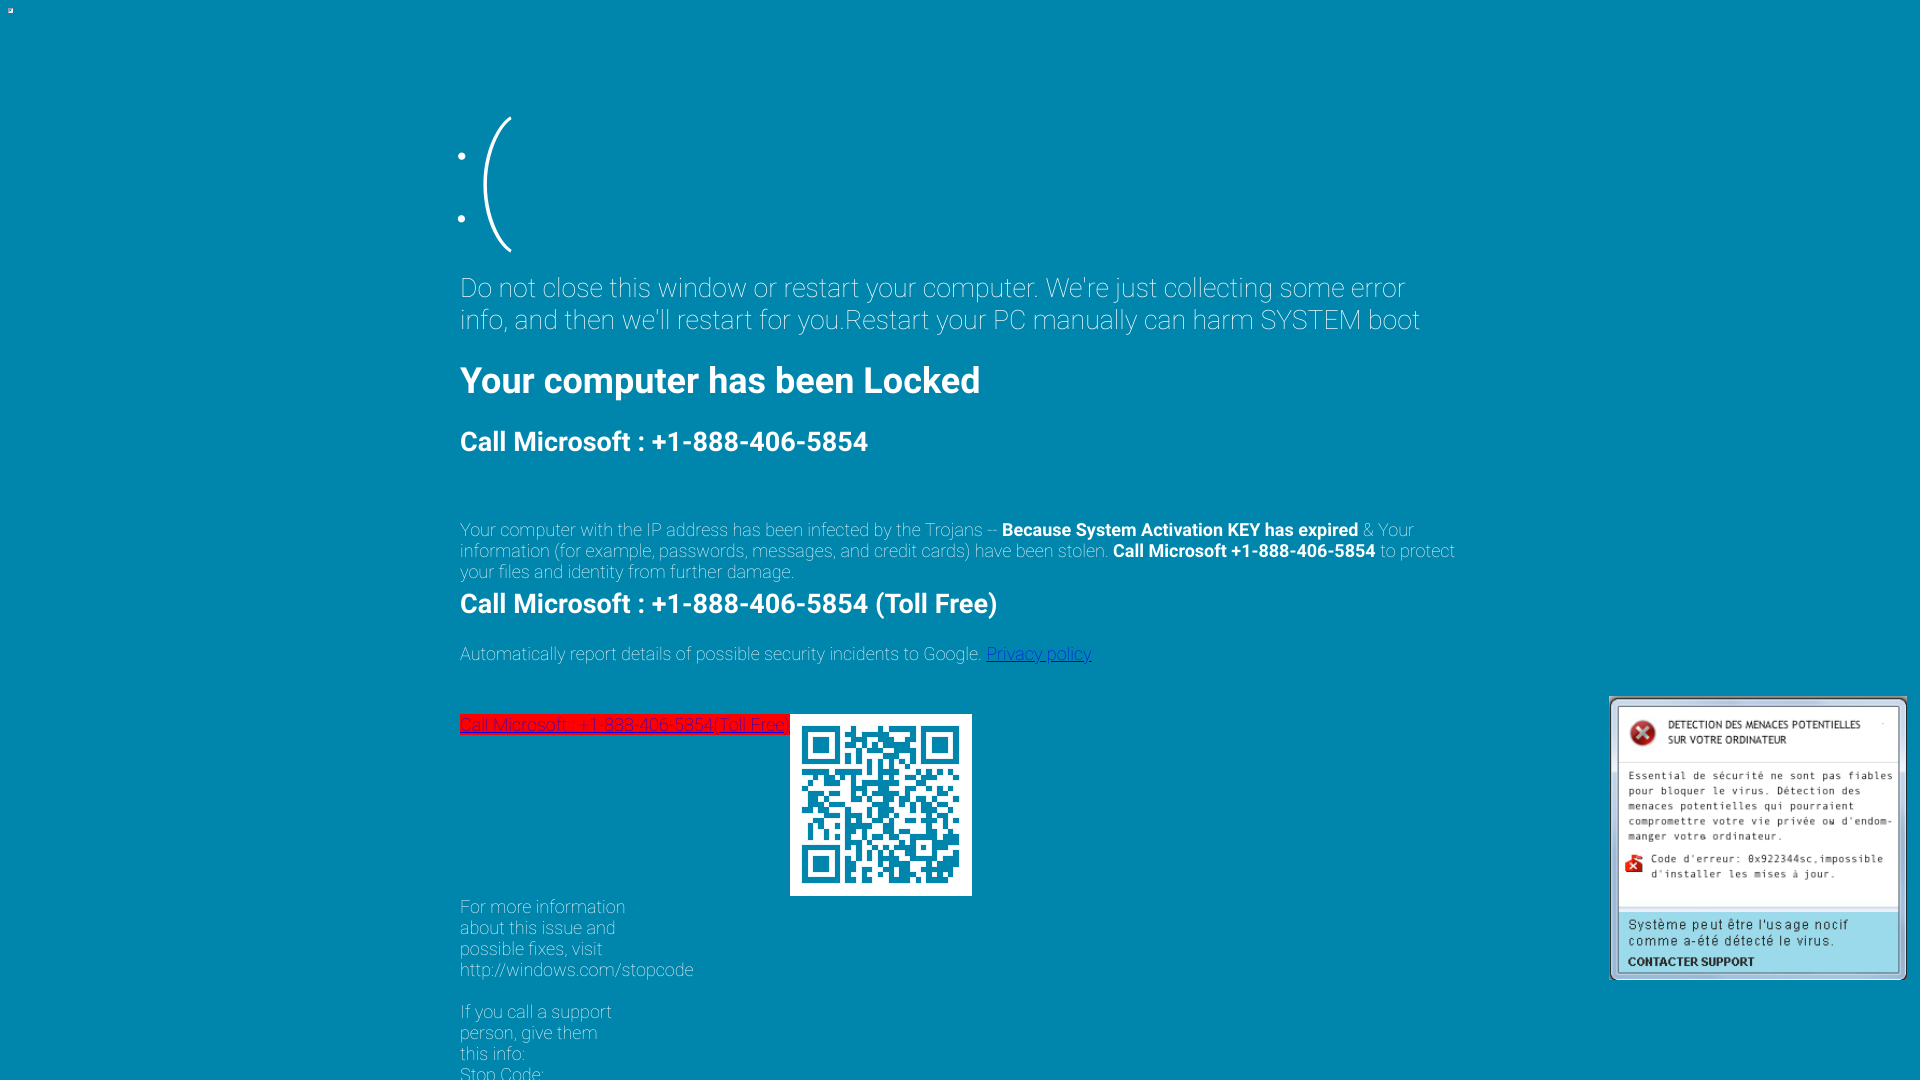 :(
Do not close this window or restart your computer. We're just collecting some error
info, and then we'll restart for you.Restart your PC manually can harm SYSTEM boot
Your computer has been Locked
Call Microsoft : +1-888-406-5854
Your computer with the IP address has been infected by the Trojans -- Because System Activation KEY has expired & Your
information (for example, passwords, messages, and credit cards) have been stolen. Call Microsoft +1-888-406-5854 to protect
your files and identity from further damage.
Call Microsoft : +1-888-406-5854 (Toll Free)
Automatically report details of possible security incidents to Google. Privacy policy
Call Microsoft : +1-888-406-5854(Toll Free)
For more information
about this issue and
possible fixes, visit
http://windows.com/stopcode
If you call a support
person, give them
this info:
Stop Code:
DETECTION DES MENACES POTENTIELLES
SUR VOTRE ORDINATEUR
Essential de sécurité ne sont pas fiables
pour bloquer le virus. Détection des
menaces potentielles qui pourraient
compromettre votre vie privée ou d'endom-
manger votre ordinateur.
Code d'erreur: 0x922344sc,impossible
d'installer les mises à jour.
Système peut être l'usage nocif
comme a-été détecté le virus.
CONTACTER SUPPORT